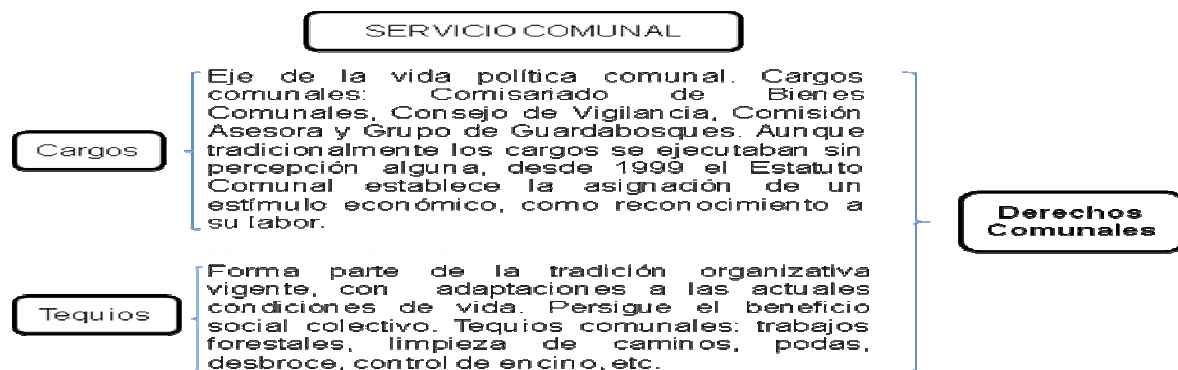 SERVICIO COMUNAL
Cargos
Eje de la vida política comunal. Cargos
comunales: Comisariado de Bienes
Comunales, Consejo de Vigilancia, Comisión
Asesora y Grupo de Guardabosques. Aunque
tradicionalmente los cargos se ejecutaban sin
percepción alguna, desde 1999 el Estatuto
Comunal establece la asignación de un
estímulo económico, como reconocimiento a
su labor.
Tequios
Forma parte de la tradición organizativa
vigente, con adaptaciones a las actuales
condiciones de vida. Persigue el beneficio
social colectivo. Tequios comunales: trabajos
forestales, limpieza de caminos, podas,
desbroce, control de encino, etc.
Derechos
Comunales